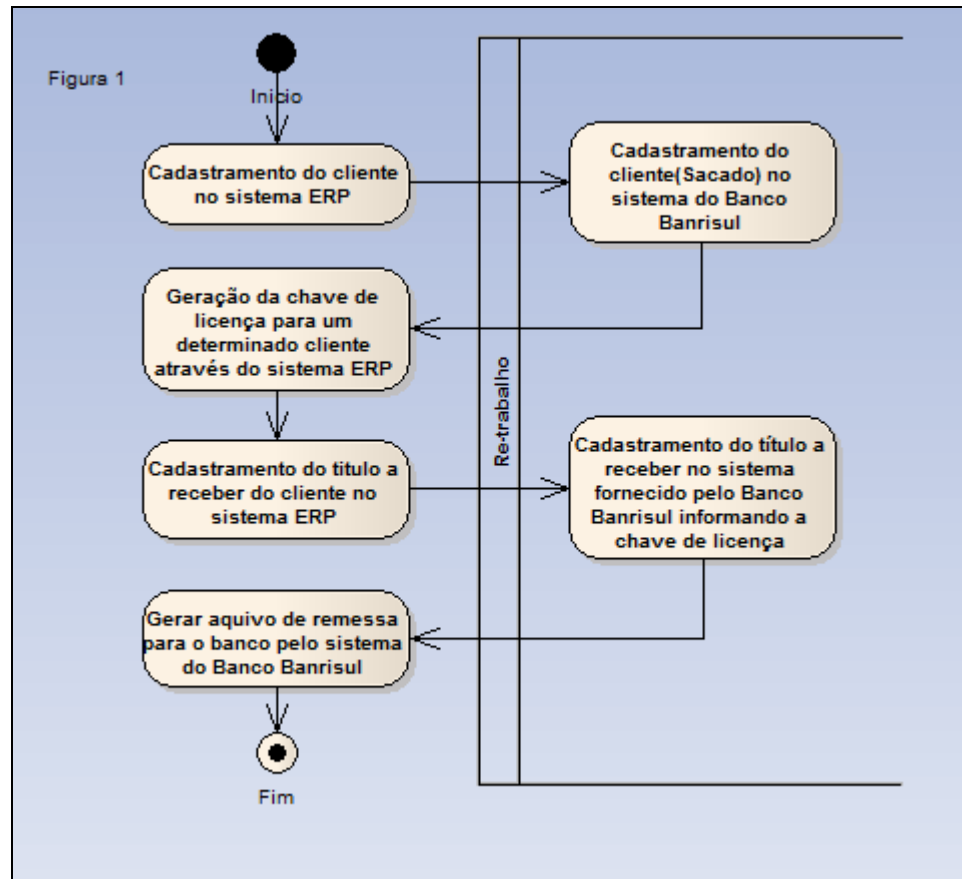 Figura 1
Inicio
Cadastramento do cliente
no sistema ERP
Cadastramento do
cliente(Sacado) no
sistema do Banco
Banrisul
Geração da chave de
licença para um
determinado cliente
através do sistema ERP
Re-trabalho
Cadastramento do titulo a
receber do cliente no
sistema ERP
Cadastramento do título a
receber no sistema
fornecido pelo Banco
Banrisul informando a
chave de licença
Gerar aquivo de remessa
para o banco pelo sistema
do Banco Banrisul
Fim